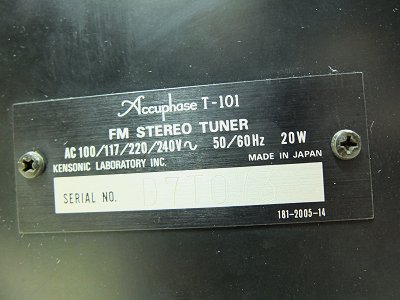 Accuphase T-101
FM STEREO TUNER
AC 100/117/220/240V~ 50/60Hz 20W
KENSONIC LABORATORY INC. MADE IN JAPAN
SERIAL NO.
181-2005-14